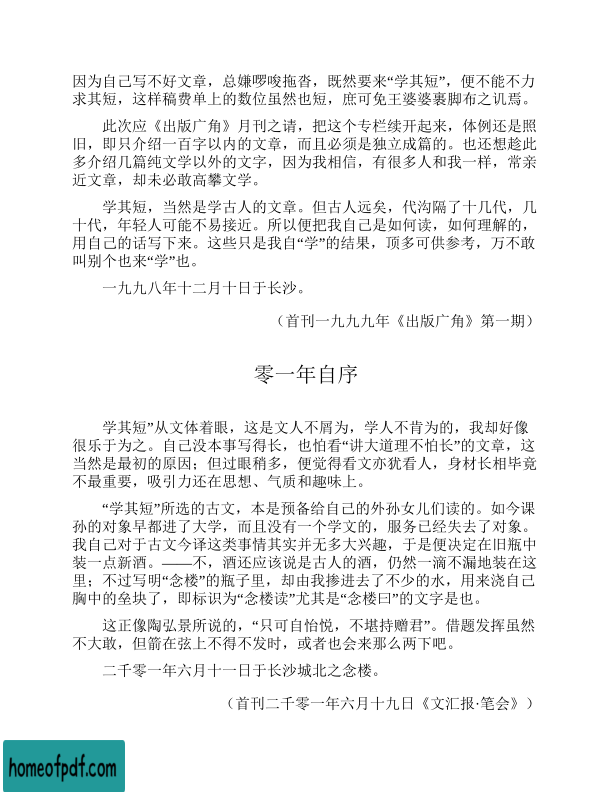 因为自己写不好文章，总嫌啰唆拖沓，既然要来“学其短”，便不能不力
求其短，这样稿费单上的数位虽然也短，庶可免王婆婆裹脚布之讥焉。
此次应《出版广角》月刊之请，把这个专栏续开起来，体例还是照
旧，即只介绍一百字以内的文章，而且必须是独立成篇的。也还想趁此
多介绍几篇纯文学以外的文字，因为我相信，有很多人和我一样，常亲
近文章，却未必敢高攀文学。
学其短，当然是学古人的文章。但古人远矣，代沟隔了十几代，几
十代，年轻人可能不易接近。所以便把我自己是如何读，如何理解的，
用自己的话写下来。这些只是我自“学”的结果，顶多可供参考，万不敢
叫别个也来“学”也。
一九九八年十二月十日于长沙。
（首刊一九九九年《出版广角》第一期）
零一年自序
学其短”从文体着眼，这是文人不屑为，学人不肯为的，我却好像
很乐于为之。自己没本事写得长，也怕看“讲大道理不怕长”的文章，这
当然是最初的原因；但过眼稍多，便觉得看文亦犹看人，身材长相毕竟
不最重要，吸引力还在思想、气质和趣味上。
“学其短”所选的古文，本是预备给自己的外孙女儿们读的。如今课
孙的对象早都进了大学，而且没有一个学文的，服务已经失去了对象。
我自己对于古文今译这类事情其实并无多大兴趣，于是便决定在旧瓶中
装一点新酒。——不，酒还应该说是古人的酒，仍然一滴不漏地装在这
里；不过写明“念楼”的瓶子里，却由我掺进去了不少的水，用来浇自己
胸中的垒块了，即标识为“念楼读”尤其是“念楼曰”的文字是也。
这正像陶弘景所说的，“只可自怡悦，不堪持赠君”。借题发挥虽然
不大敢，但箭在弦上不得不发时，或者也会来那么两下吧。
二千零一年六月十一日于长沙城北之念楼。
（首刊二千零一年六月十九日《文汇报·笔会》）
homeofpdf.com